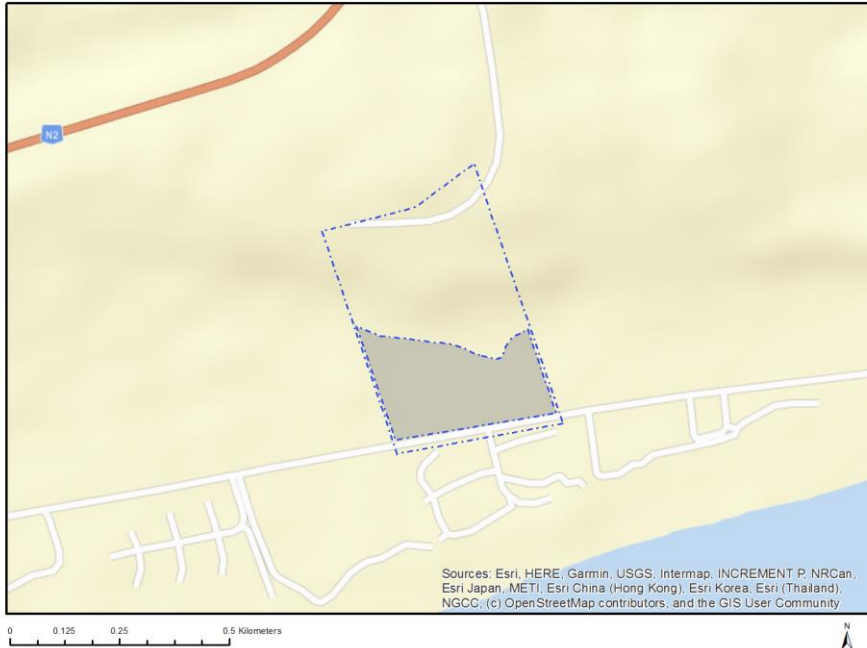 N2
Sources: Esri, HERE, Garmin, USGS, Intermap, INCREMENT P, NRCan,
Esri Japan, METI, Esri China (Hong Kong), Esri Korea, Esri (Thailand),
NGCC, (c) OpenStreetMap contributors, and the GIS User Community
0 0.125 0.25 0.5 Kilometers
N